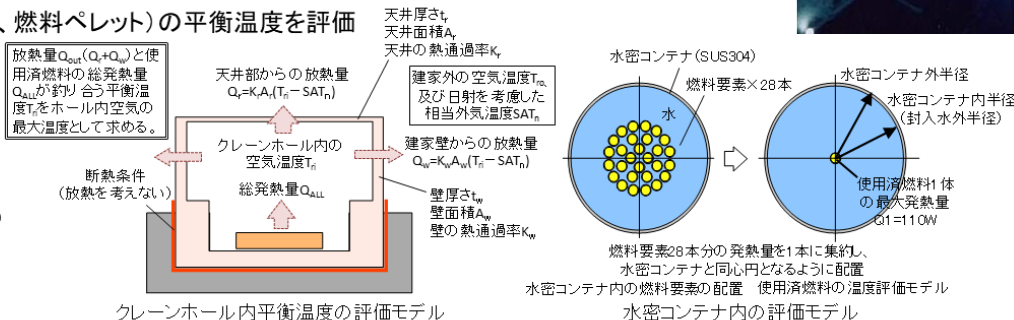 、燃料ペレット)の平衡温度を評価
放熱量Qout(Qr+Qw)と使
用済燃料の総発熱量
QALLが釣り合う平衡温
度Triをホール内空気の
最大温度として求める。
天井部からの放熱量
Qr=KrAr(Tri－SATn)
天井厚さtr
天井面積Ar
天井の熱通過率Kr
建家外の空気温度Tro、
及び日射を考慮した
相当外気温度SATn
クレーンホール内の
空気温度Tri
総発熱量QALL
建家壁からの放熱量
Qw=KwAw(Tri－SATn)
断熱条件
(放熱を考えない)
壁厚さtw
壁面積Aw
壁の熱通過率Kw
クレーンホール内平衡温度の評価モデル
水密コンテナ(SUS304)
燃料要素×28本
水
水密コンテナ外半径
水密コンテナ内半径
(封入水外半径)
使用済燃料1体
の最大発熱量
Q1=110W
燃料要素28本分の発熱量を1本に集約し、
水密コンテナと同心円となるように配置
水密コンテナ内の燃料要素の配置
使用済燃料の温度評価モデル
水密コンテナ内の評価モデル